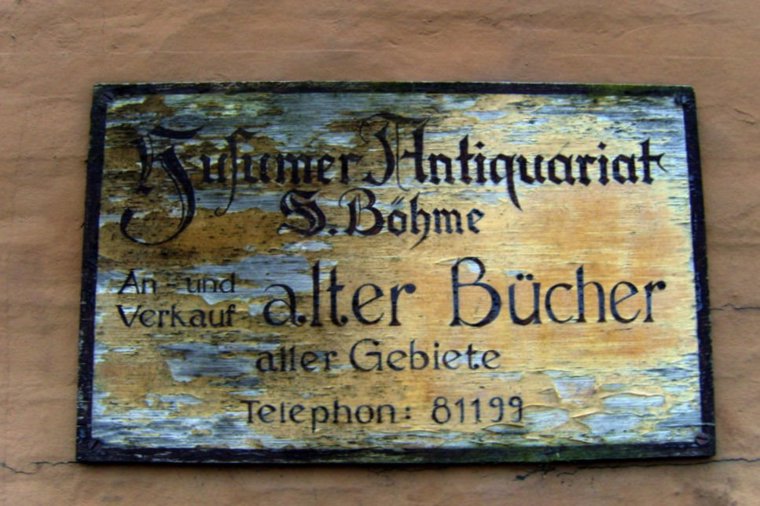 Husumer Antiquariat
S. Böhme
An- und Verkauf alter Bücher
aller Gebiete
Telephon: 81199